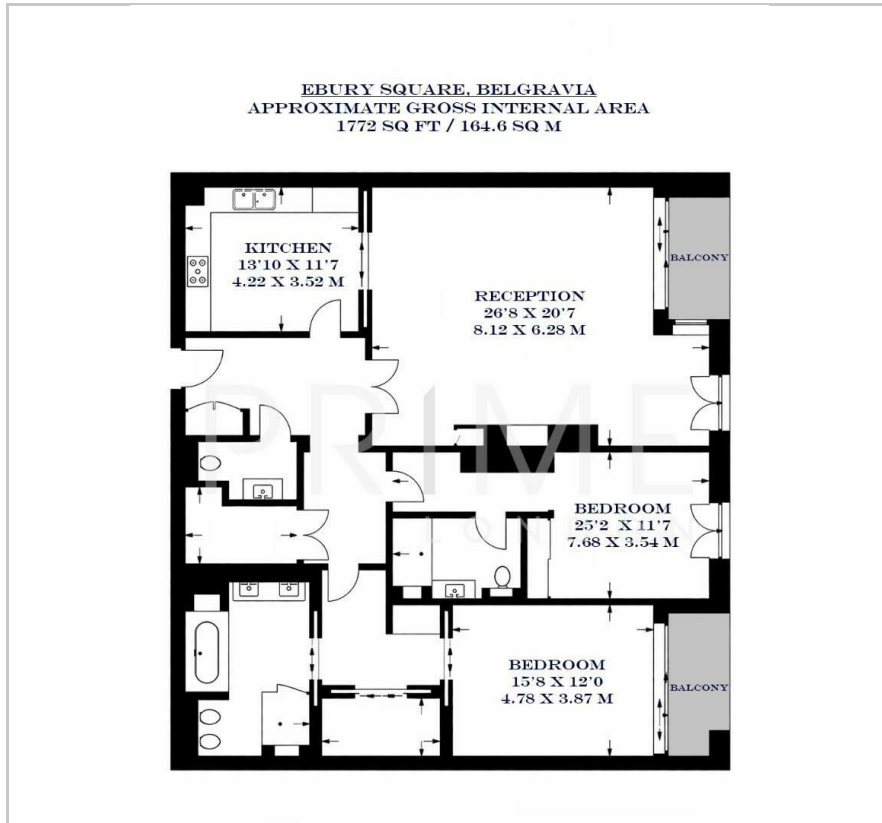 EBURY SQUARE, BELGRAVIA
APPROXIMATE GROSS INTERNAL AREA
1772 SQ FT / 164.6 SQ M
KITCHEN
13'10 X 11'7
4.22 X 3.52 M
RECEPTION
26'8 X 20'7
8.12 X 6.28 M
BALCONY
PRIME
LONDON
BEDROOM
25'2 X 11'7
7.68 X 3.54 M
BEDROOM
15'8 X 12'0
4.78 X 3.87 M
BALCONY